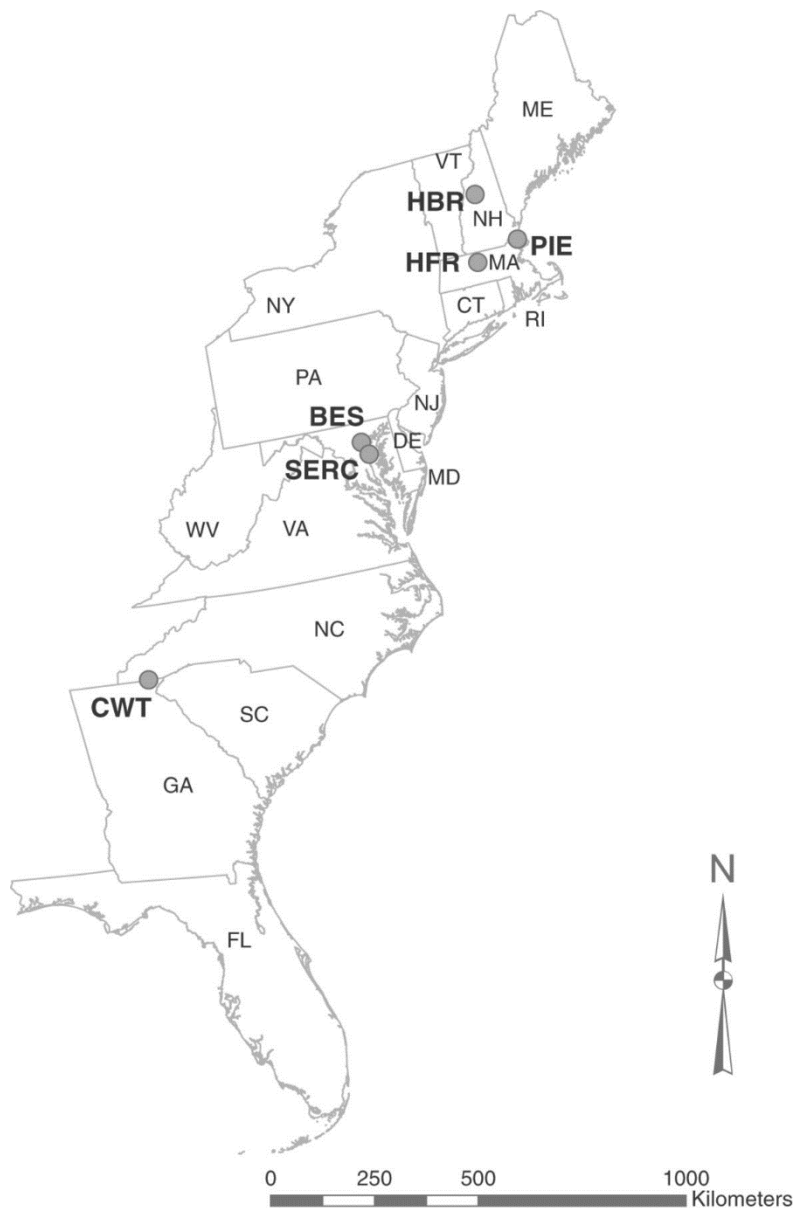 ME
VT
HBR
NH
PIE
HFR
MA
CT
RI
NY
PA
NJ
BES
DE
SERC
MD
WV
VA
NC
CWT
SC
GA
N
FL
0 250 500 1000
Kilometers